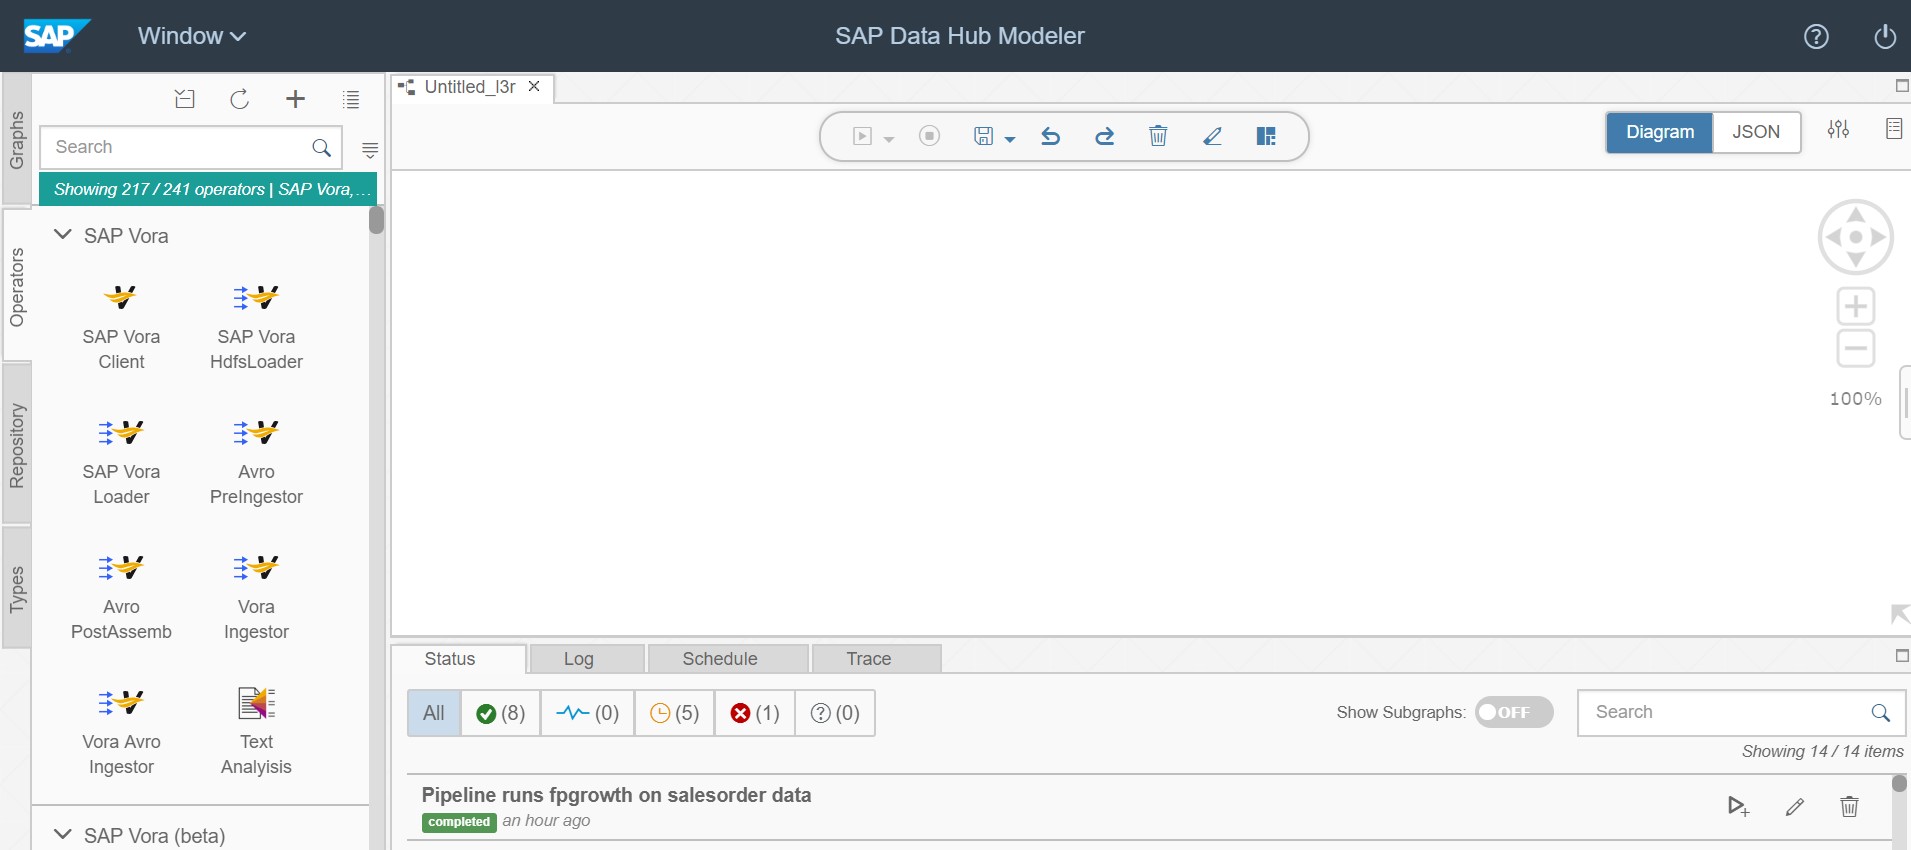 SAP
Window
SAP Data Hub Modeler
Graphs
Operators
Repository
Types
Search
Showing 217 / 241 operators | SAP Vora,...
SAP Vora
SAP Vora
Client
SAP Vora
HdfsLoader
SAP Vora
Loader
Avro
PreIngestor
Avro
PostAssemb
Vora
Ingestor
Vora Avro
Ingestor
Text
Analyisis
SAP Vora (beta)
Untitled_l3r
Diagram
JSON
100%
Status
Log
Schedule
Trace
All
(8)
(0)
(5)
(1)
(0)
Show Subgraphs:
OFF
Search
Showing 14 / 14 items
Pipeline runs fpgrowth on salesorder data
completed an hour ago